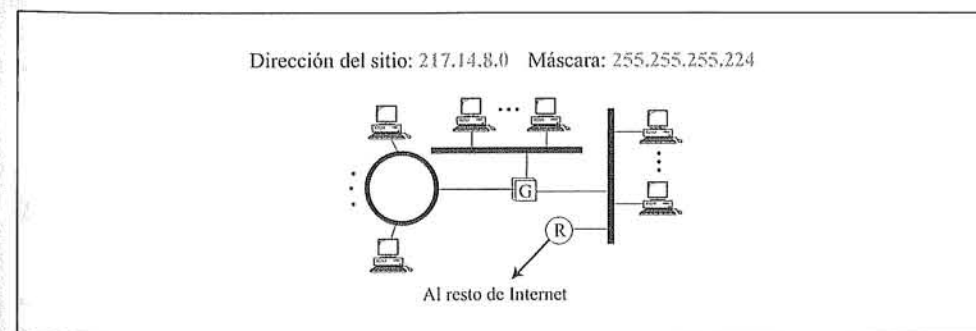 Dirección del sitio: 217.14.8.0 Máscara: 255.255.255.224
G
R
Al resto de Internet